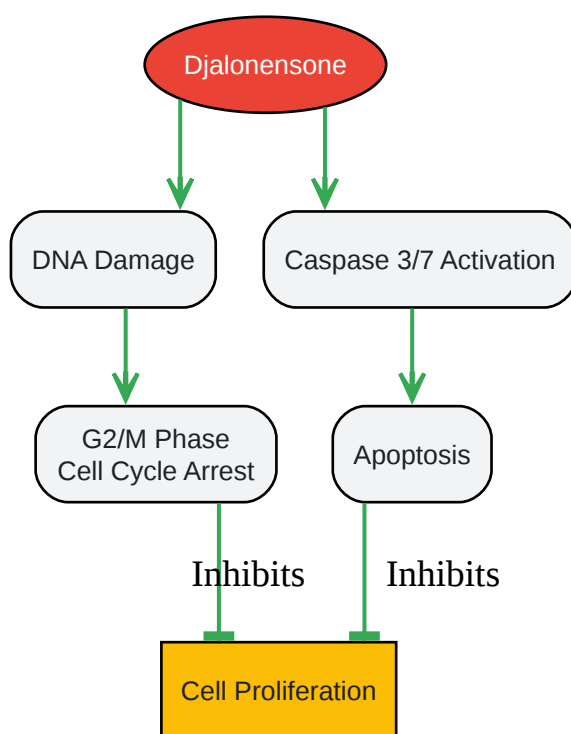 Djalonensone
DNA Damage
Caspase 3/7 Activation
G2/M Phase
Cell Cycle Arrest
Apoptosis
Inhibits
Inhibits
Cell Proliferation